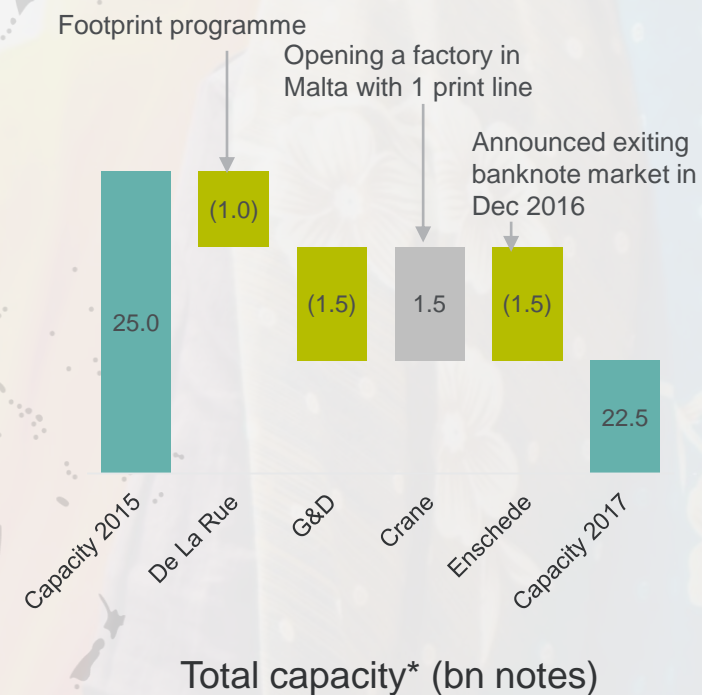 Footprint programme
Opening a factory in
Malta with 1 print line
Announced exiting
banknote market in
Dec 2016
(1.0)
(1.5)
1.5
(1.5)
25.0
22.5
Capacity 2015
De La Rue
G&D
Crane
Enschede
Capacity 2017
Total capacity* (bn notes)